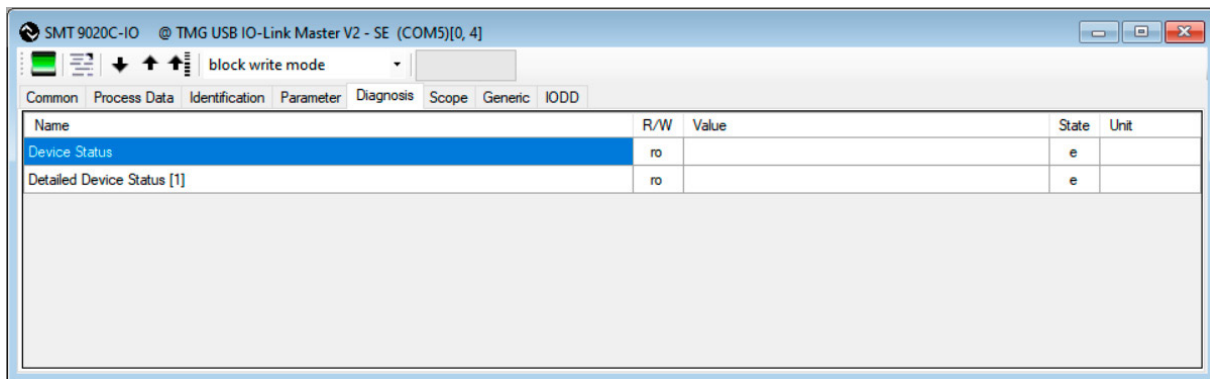 SMT 9020C-IO @ TMG USB IO-Link Master V2 - SE (COM5)[0, 4]
block write mode
Common Process Data Identification Parameter Diagnosis Scope Generic IODD
Name R/W Value State Unit
Device Status ro e
Detailed Device Status [1] ro e